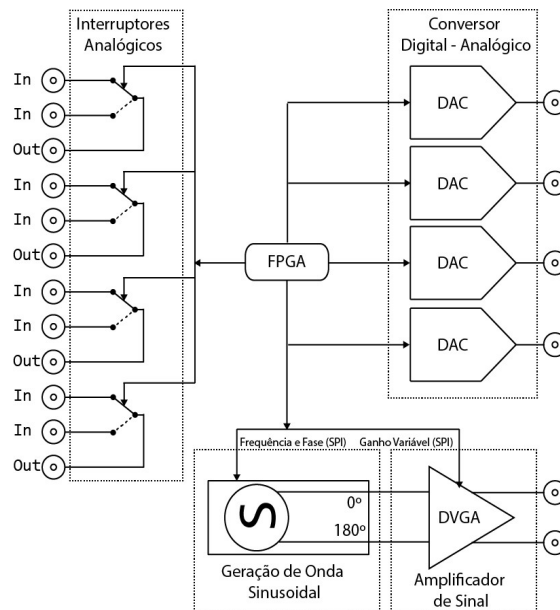 Interruptores
Analógicos
Conversor
Digital - Analógico
In
In
Out
In
In
Out
In
In
Out
In
In
Out
FPGA
DAC
DAC
DAC
DAC
Frequência e Fase (SPI)
Ganho Variável (SPI)
0º
180º
DVGA
Geração de Onda
Sinusoidal
Amplificador
de Sinal